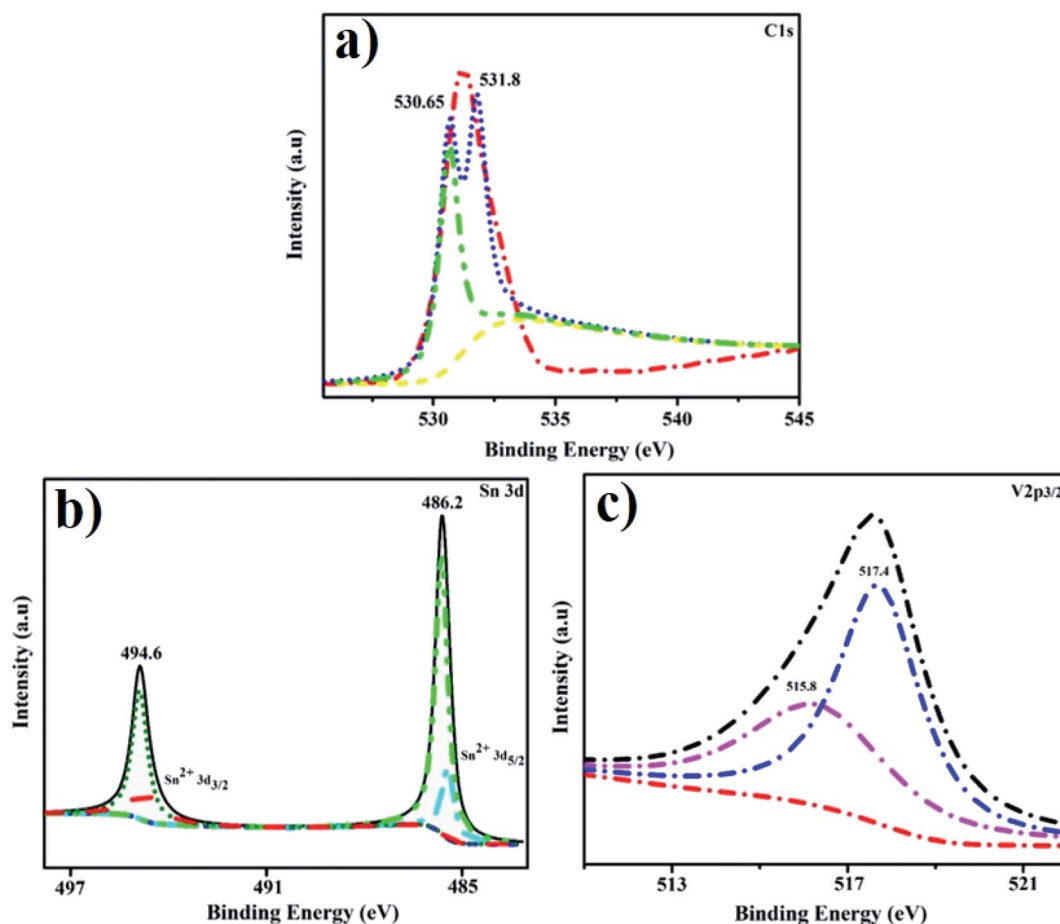 a)
C1s
530.65
531.8
Intensity (a.u)
530
535
540
545
Binding Energy (eV)
b)
Sn 3d
486.2
494.6
Sn2+ 3d3/2
Sn2+ 3d5/2
Intensity (a.u)
497
491
485
Binding Energy (eV)
c)
V2p3/2
517.4
515.8
Intensity (a.u)
513
517
521
Binding Energy (eV)